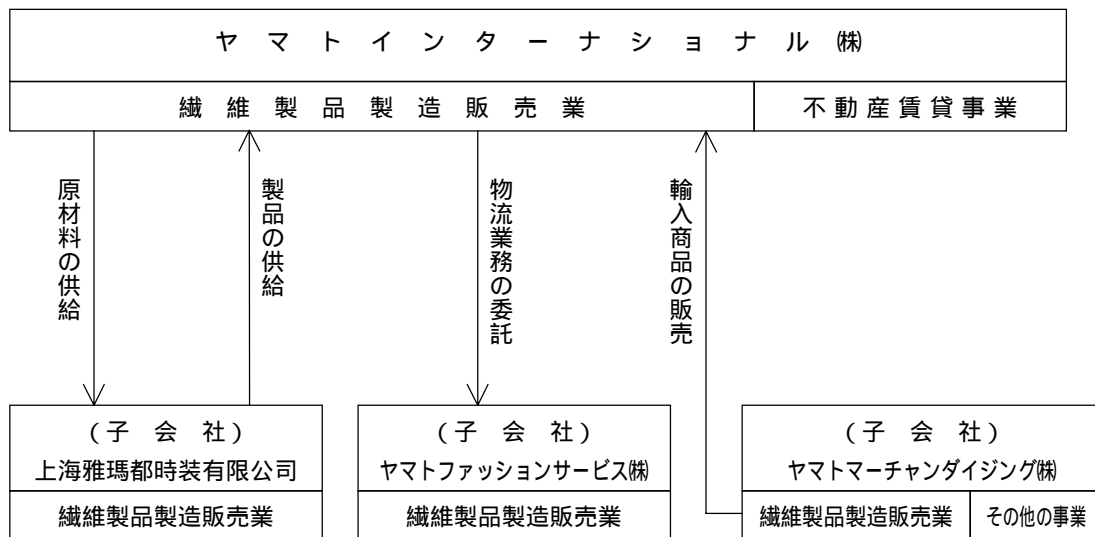 ヤマトインターナショナル㈱
繊維製品製造販売業
不動産賃貸事業
原材料の供給
製品の供給
物流業務の委託
輸入商品の販売
(子会社)
上海雅瑪都時装有限公司
繊維製品製造販売業
(子会社)
ヤマトファッションサービス㈱
繊維製品製造販売業
(子会社)
ヤマトマーチャンダイジング㈱
繊維製品製造販売業
その他の事業